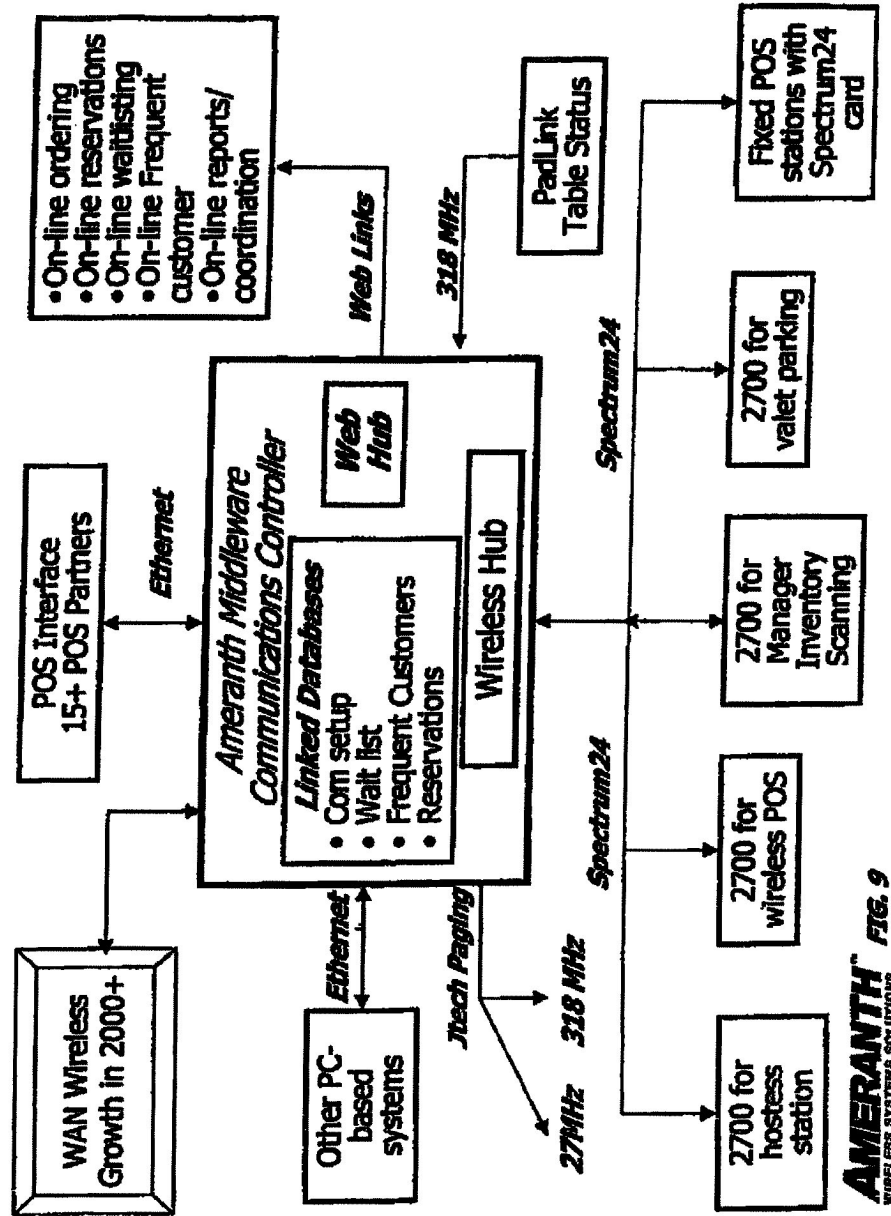 WAN Wireless
Growth in 2000+
POS Interface
15+ POS Partners
• On-line ordering
• On-line reservations
• On-line waitlisting
• On-line Frequent
customer
• On-line reports/
coordination
Ethernet
Web Links
Other PC-
based
systems
Ethernet
Ameranth Middleware
Communications Controller
Linked Databases
• Com setup
• Wait list
• Frequent Customers
• Reservations
Web
Hub
Wireless Hub
318 MHz
PadLink
Table Status
Jtech Paging
27MHz
318 MHz
Spectrum24
Spectrum24
2700 for
hostess
station
2700 for
wireless POS
2700 for
Manager
Inventory
Scanning
2700 for
valet parking
Fixed POS
stations with
Spectrum24
card
AMERANTH™
WIRELESS SYSTEMS SOLUTIONS
FIG. 9